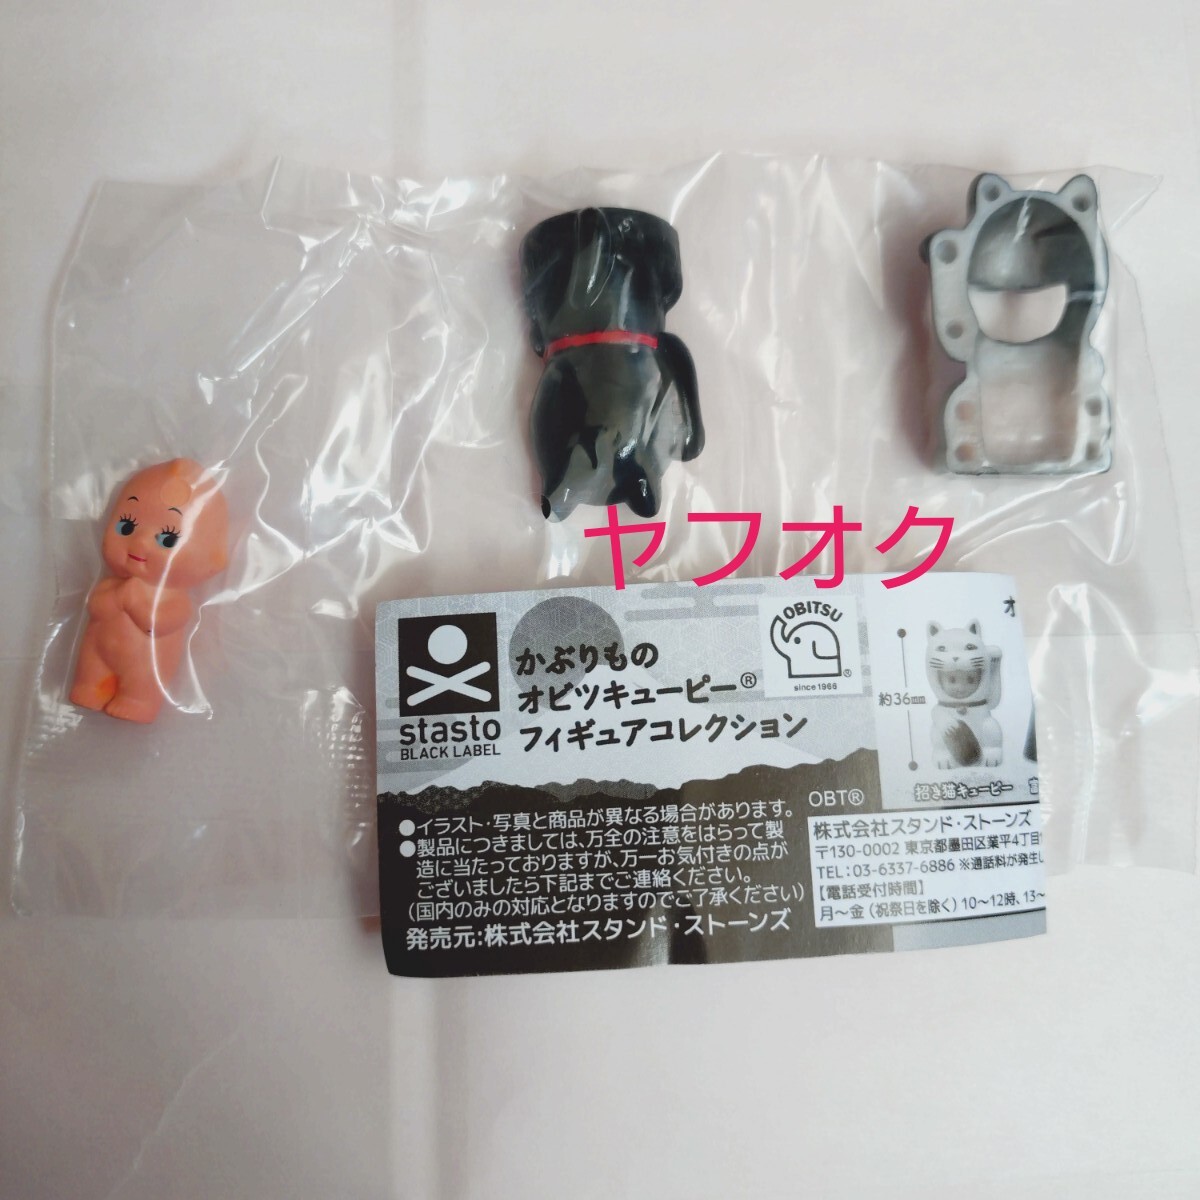 ヤフオク
stasto
BLACK LABEL
かぶりもの
オビツキューピー®
フィギュアコレクション
OBITSU
®
since 1966
オ
約36mm
招き猫キューピー
●イラスト・写真と商品が異なる場合があります。
●製品につきましては、万全の注意をはらって製
造に当たっておりますが、万一お気付きの点が
ございましたら下記までご連絡ください。
(国内のみの対応となりますのでご了承ください)
発売元:株式会社スタンド・ストーンズ
OBT®
株式会社スタンド・ストーンズ
〒130-0002 東京都墨田区業平4丁目
TEL:03-6337-6886 ※通話料が発生し
【電話受付時間】
月～金(祝祭日を除く)10～12時、13～